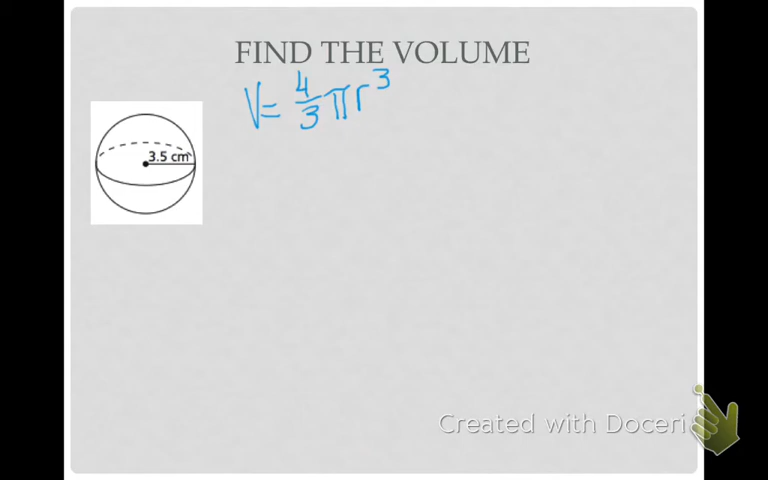 FIND THE VOLUME
V = 4/3 πr³
3.5 cm
Created with Doceri